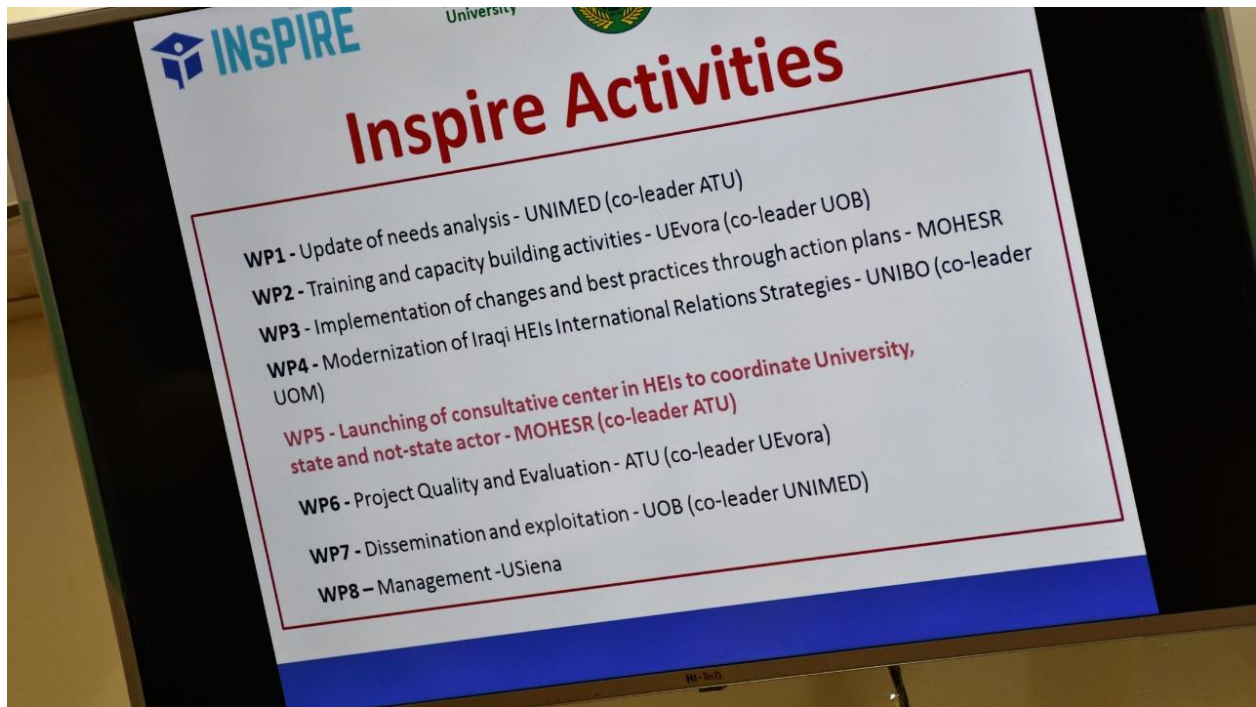 INsPIRE
University
Inspire Activities
WP1 - Update of needs analysis - UNIMED (co-leader ATU)
WP2 - Training and capacity building activities - UEvora (co-leader UOB)
WP3 - Implementation of changes and best practices through action plans - MOHESR
WP4 - Modernization of Iraqi HEIs International Relations Strategies - UNIBO (co-leader
UOM)
WP5 - Launching of consultative center in HEIs to coordinate University,
state and not-state actor - MOHESR (co-leader ATU)
WP6 - Project Quality and Evaluation - ATU (co-leader UEvora)
WP7 - Dissemination and exploitation - UOB (co-leader UNIMED)
WP8 – Management -USiena
HI-Tech